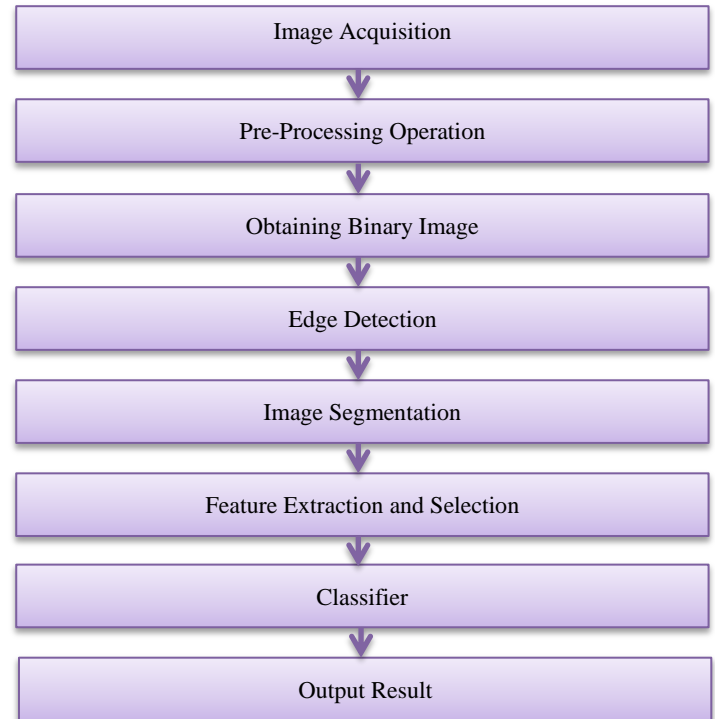 Image Acquisition
Pre-Processing Operation
Obtaining Binary Image
Edge Detection
Image Segmentation
Feature Extraction and Selection
Classifier
Output Result